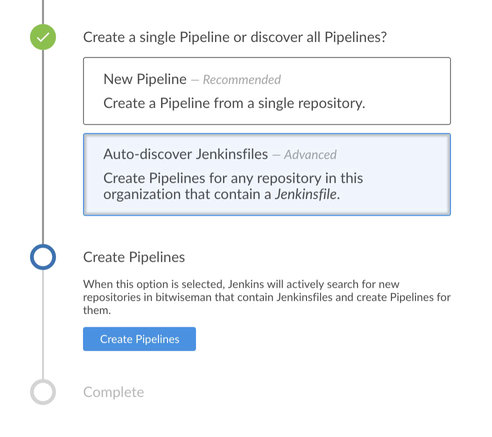 Create a single Pipeline or discover all Pipelines?
New Pipeline – Recommended
Create a Pipeline from a single repository.
Auto-discover Jenkinsfiles – Advanced
Create Pipelines for any repository in this
organization that contain a Jenkinsfile.
Create Pipelines
When this option is selected, Jenkins will actively search for new
repositories in bitwiseman that contain Jenkinsfiles and create Pipelines for
them.
Create Pipelines
Complete